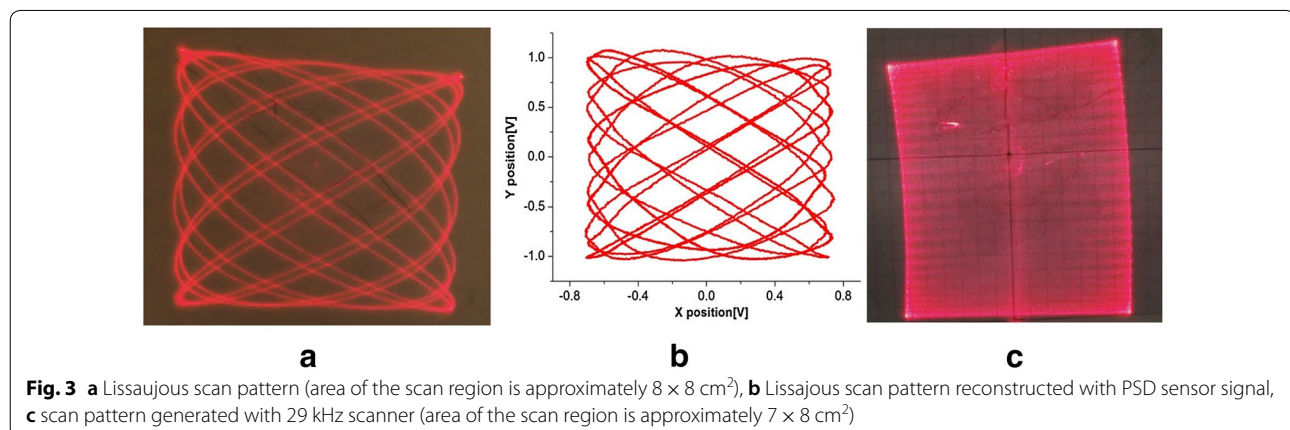 1.0
0.5
0.0
-0.5
-1.0
Y position[V]
-0.8 -0.4 0.0 0.4 0.8
X position[V]
a b c
Fig. 3 a Lissaujous scan pattern (area of the scan region is approximately 8 × 8 cm²), b Lissajous scan pattern reconstructed with PSD sensor signal,
c scan pattern generated with 29 kHz scanner (area of the scan region is approximately 7 × 8 cm²)